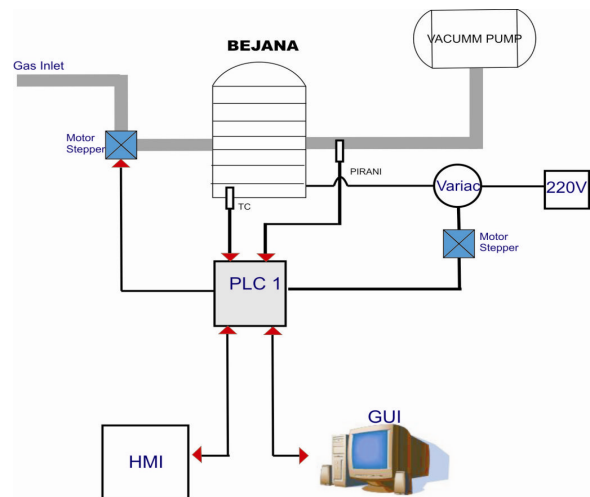 VACUMM PUMP
BEJANA
Gas Inlet
Motor
Stepper
PIRANI
TC
Variac
220V
Motor
Stepper
PLC 1
GUI
HMI